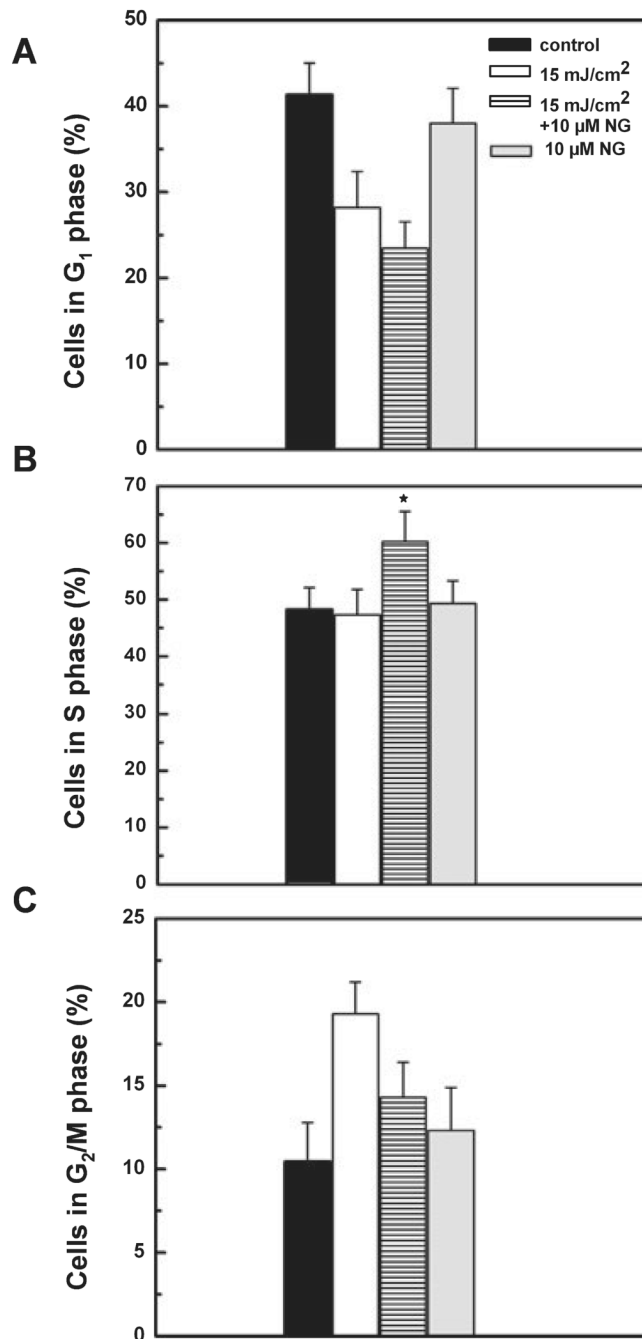 A
50
45
40
30
20
10
0
Cells in G₁ phase (%)
control
15 mJ/cm²
15 mJ/cm²
+10 µM NG
10 µM NG
B
70
60
50
40
30
20
10
0
Cells in S phase (%)
*
C
25
20
15
10
5
0
Cells in G₂/M phase (%)